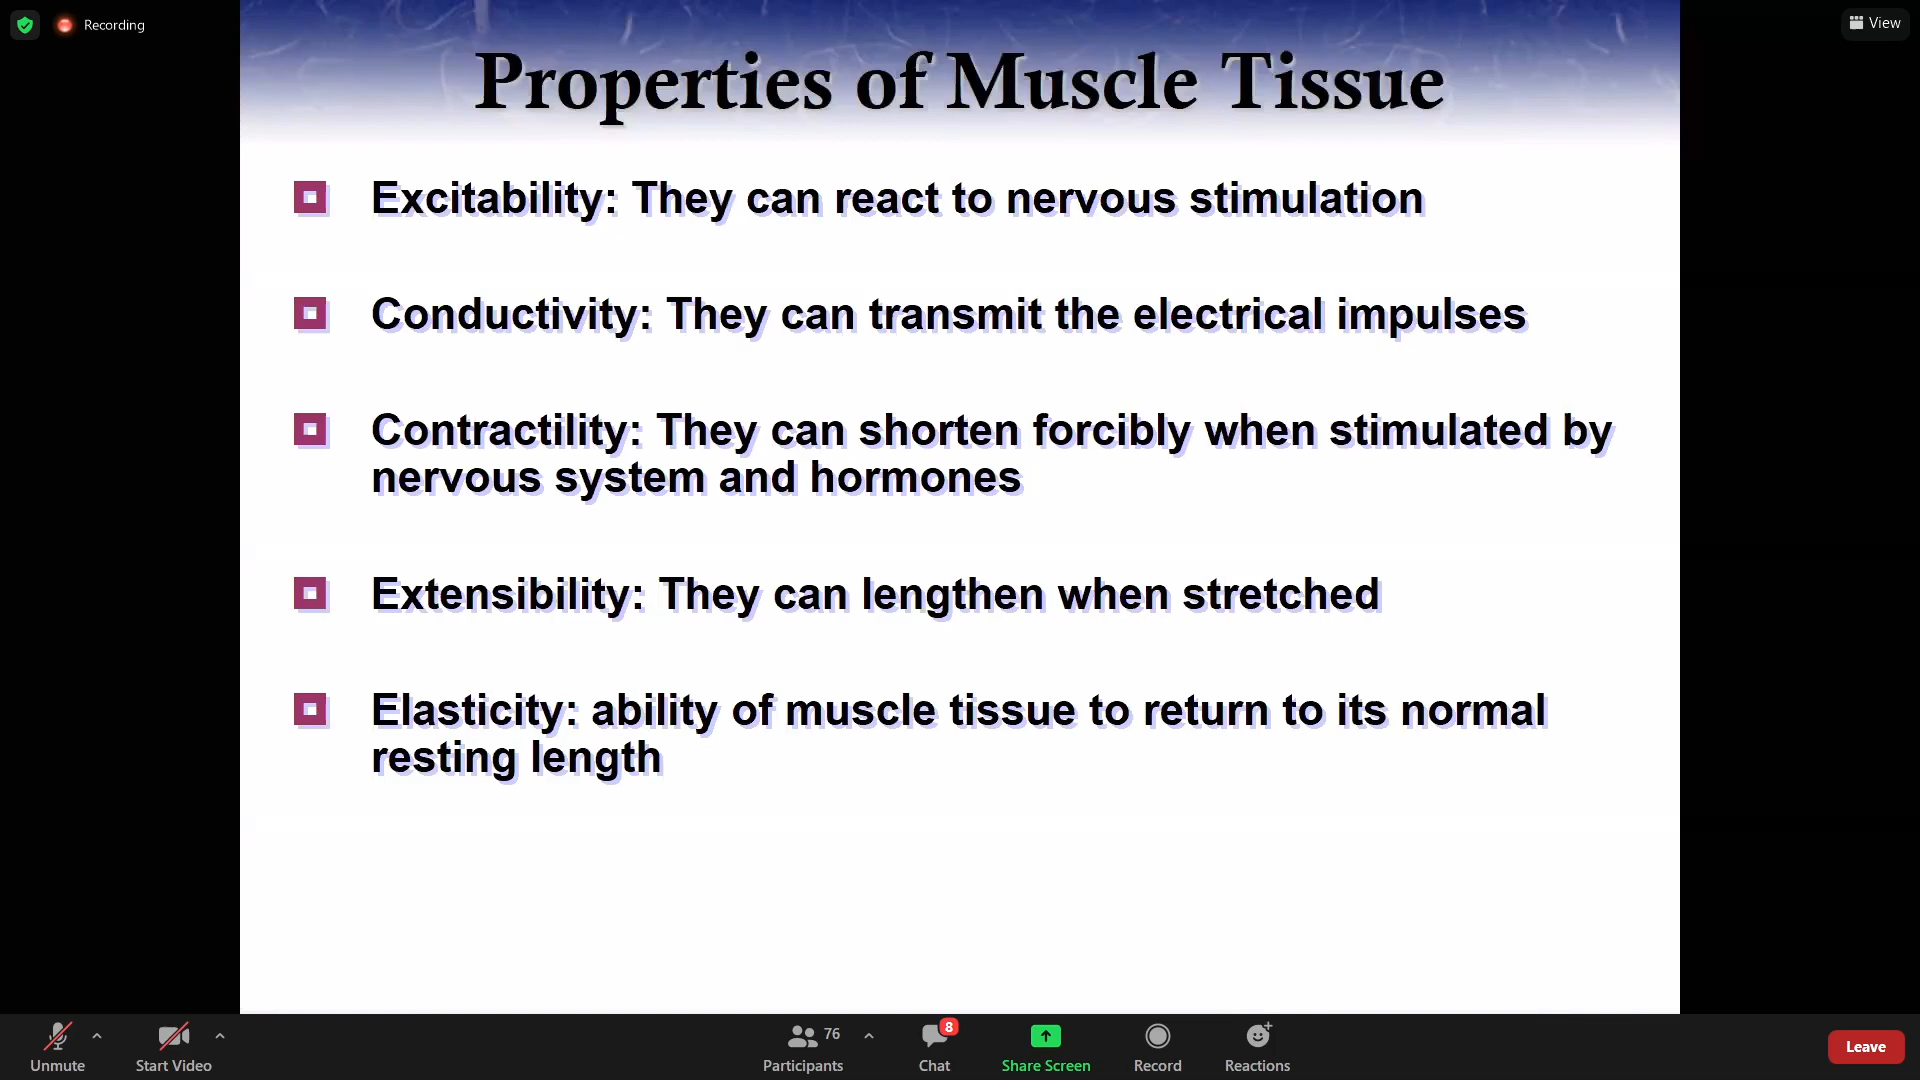 Recording
View
Properties of Muscle Tissue
Excitability: They can react to nervous stimulation
Conductivity: They can transmit the electrical impulses
Contractility: They can shorten forcibly when stimulated by
nervous system and hormones
Extensibility: They can lengthen when stretched
Elasticity: ability of muscle tissue to return to its normal
resting length
Unmute
Start Video
76
Participants
8
Chat
Share Screen
Record
Reactions
Leave